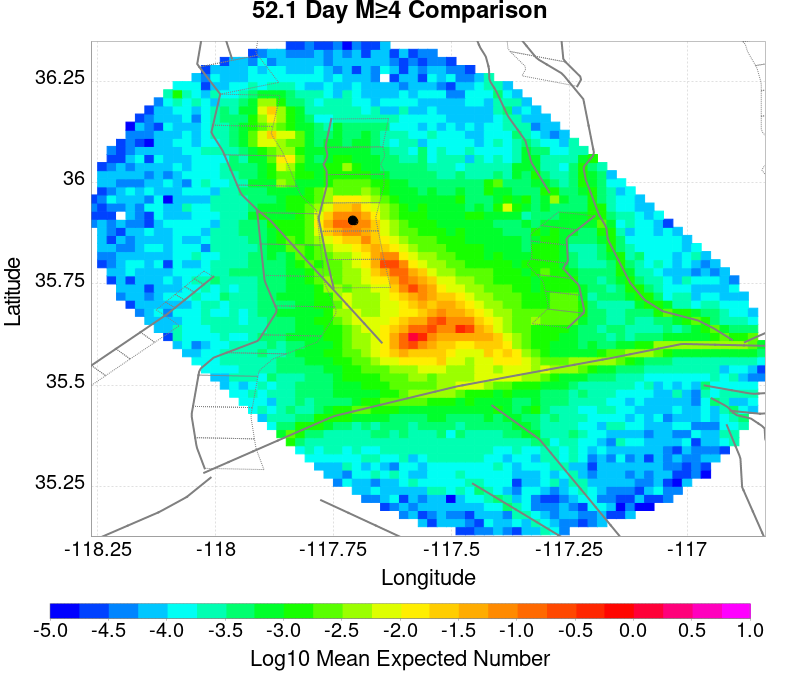 52.1 Day M≥4 Comparison
36.25
36
35.75
35.5
35.25
Latitude
-118.25 -118 -117.75 -117.5 -117.25 -117
Longitude
-5.0 -4.5 -4.0 -3.5 -3.0 -2.5 -2.0 -1.5 -1.0 -0.5 0.0 0.5 1.0
Log10 Mean Expected Number